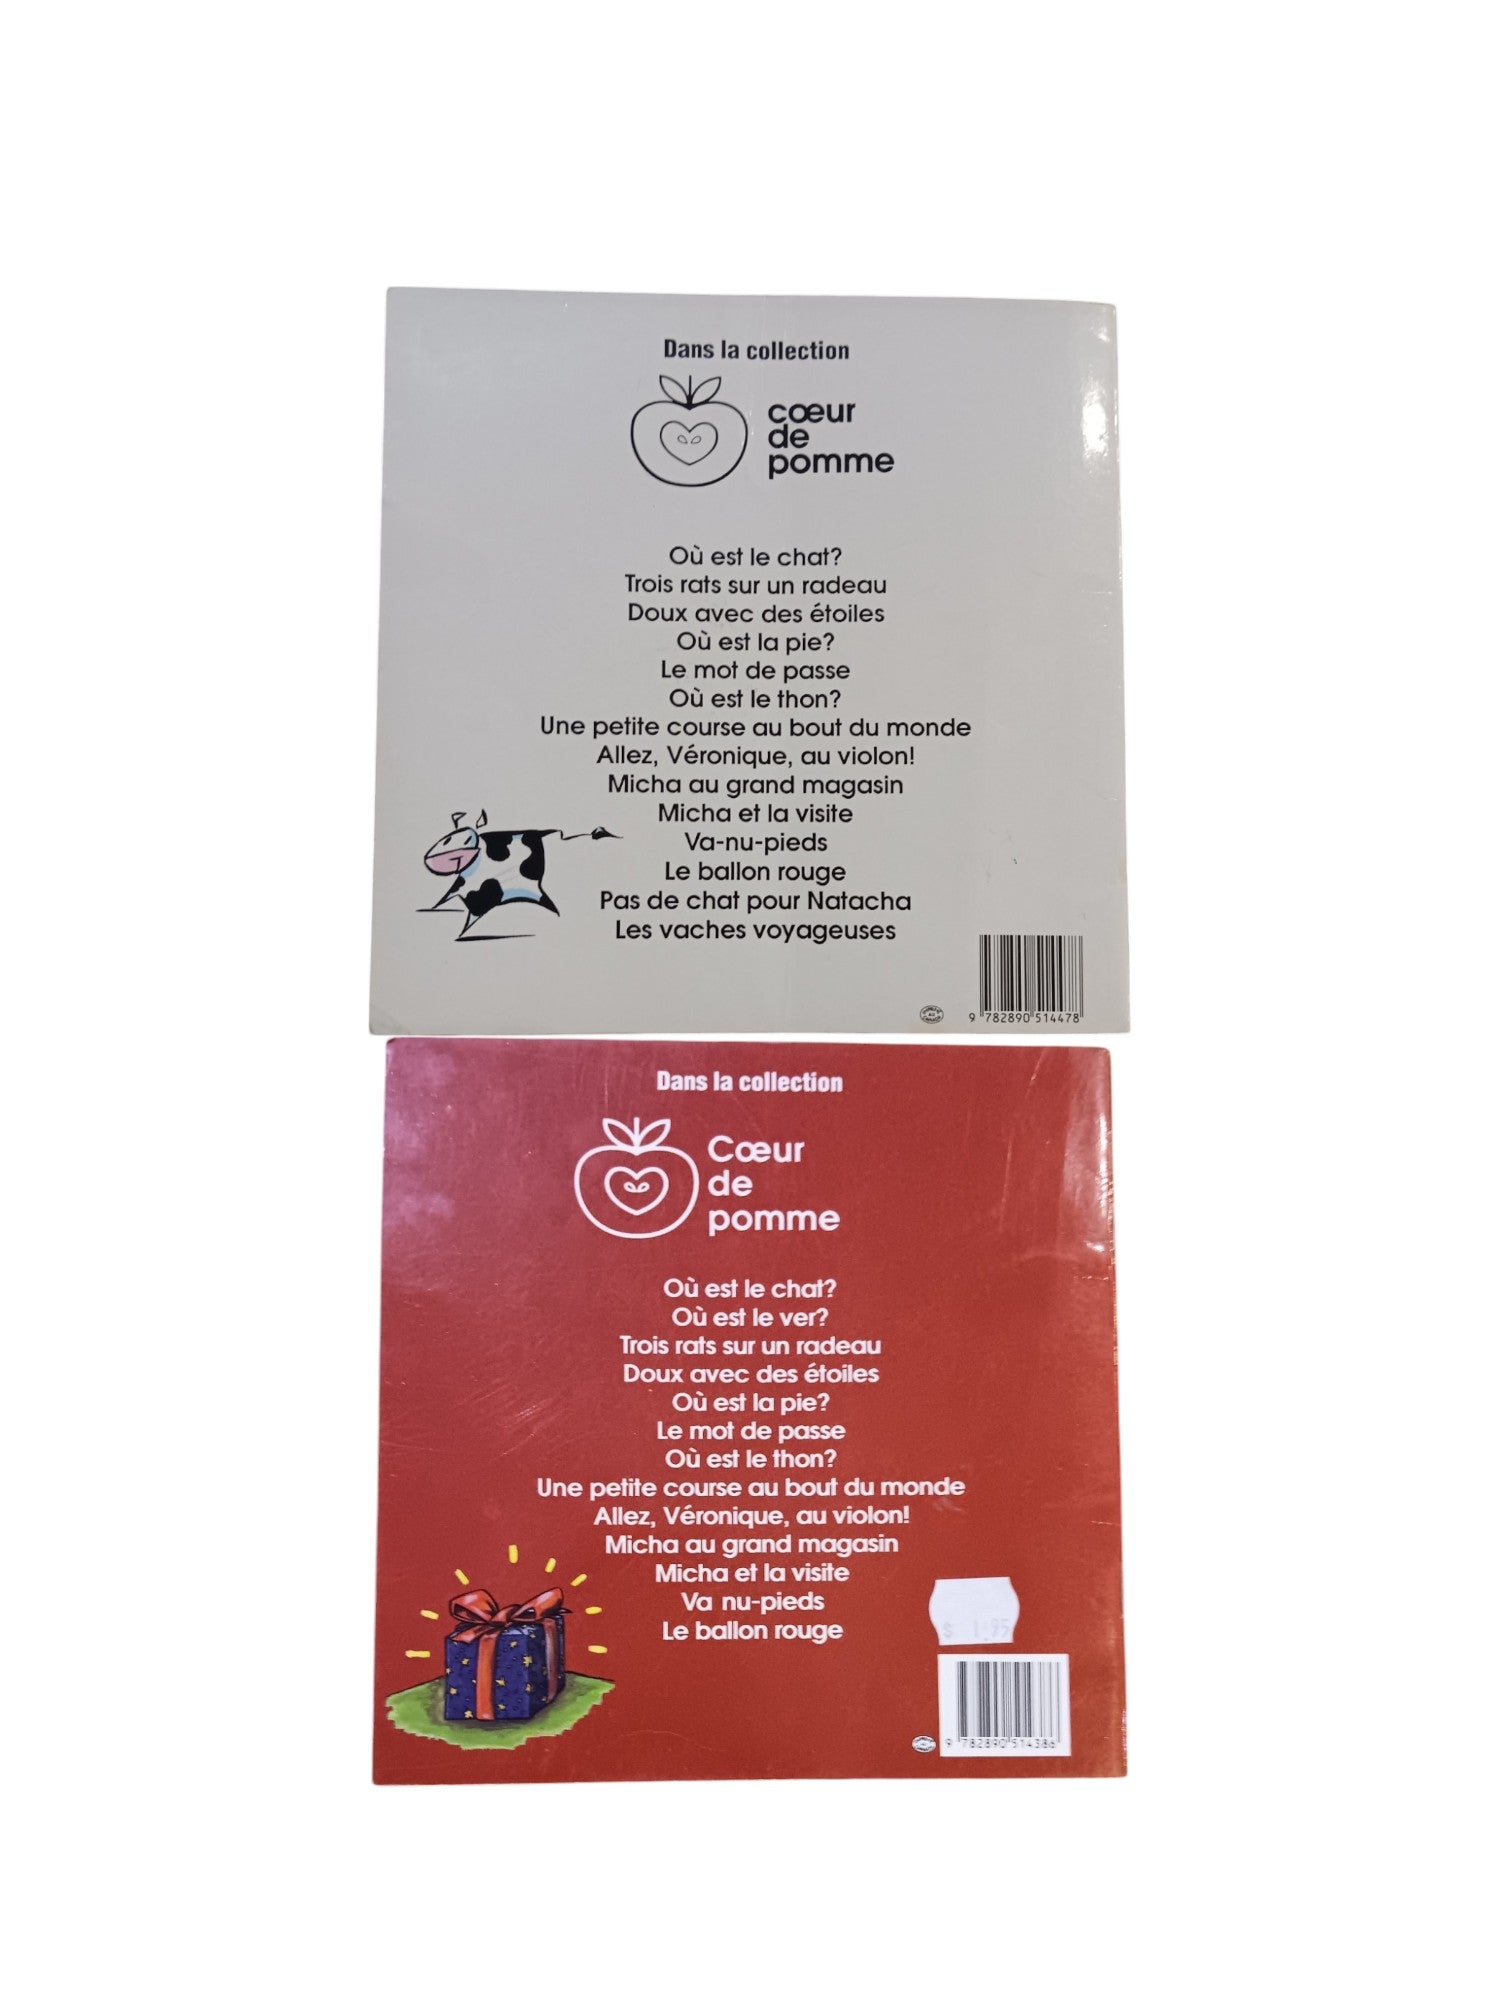 Dans la collection
cœur
de
pomme
Où est le chat?
Trois rats sur un radeau
Doux avec des étoiles
Où est la pie?
Le mot de passe
Où est le thon?
Une petite course au bout du monde
Allez, Véronique, au violon!
Micha au grand magasin
Micha et la visite
Va-nu-pieds
Le ballon rouge
Pas de chat pour Natacha
Les vaches voyageuses
9 782890 514478
Dans la collection
Cœur
de
pomme
Où est le chat?
Où est le ver?
Trois rats sur un radeau
Doux avec des étoiles
Où est la pie?
Le mot de passe
Où est le thon?
Une petite course au bout du monde
Allez, Véronique, au violon!
Micha au grand magasin
Micha et la visite
Va nu-pieds
Le ballon rouge
$ 1.95
9 782890 514386